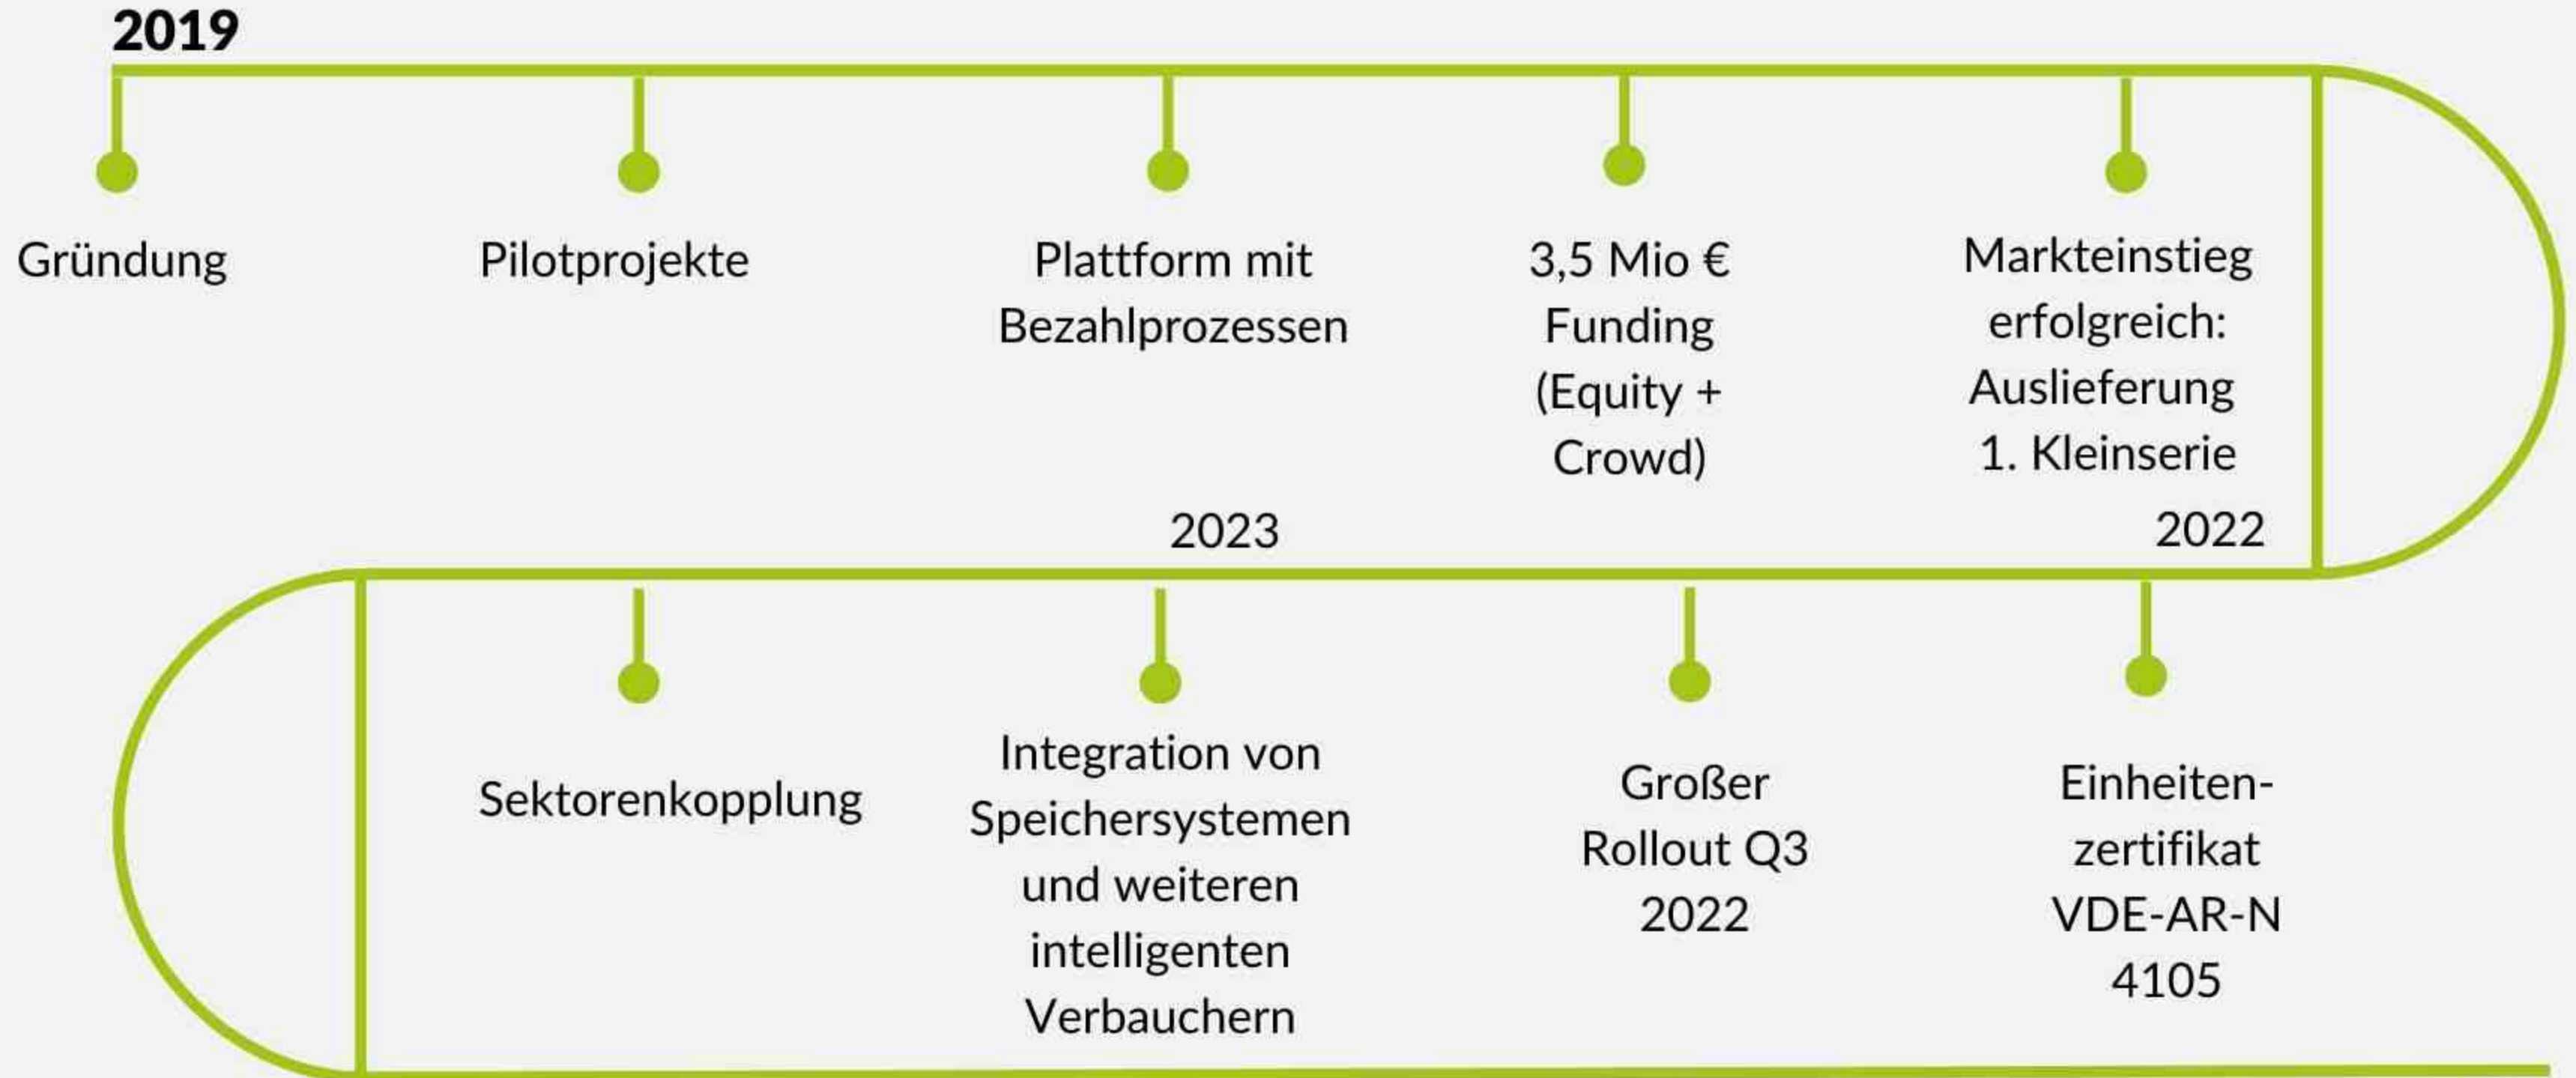 2019
Gründung
Pilotprojekte
Plattform mit
Bezahlprozessen
3,5 Mio €
Funding
(Equity +
Crowd)
Markteinstieg
erfolgreich:
Auslieferung
1. Kleinserie
2022
Einheiten-
zertifikat
VDE-AR-N
4105
Großer
Rollout Q3
2022
2023
Integration von
Speichersystemen
und weiteren
intelligenten
Verbauchern
Sektorenkopplung